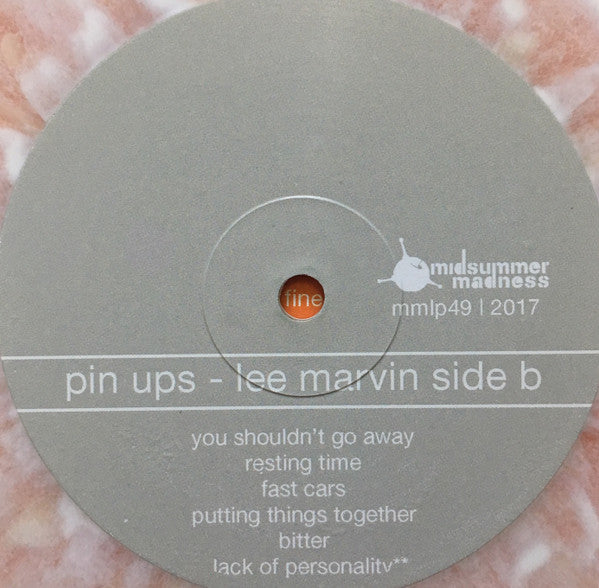 midsummer
madness
mmlp49 | 2017
fine
pin ups - lee marvin side b
you shouldn't go away
resting time
fast cars
putting things together
bitter
lack of personality**